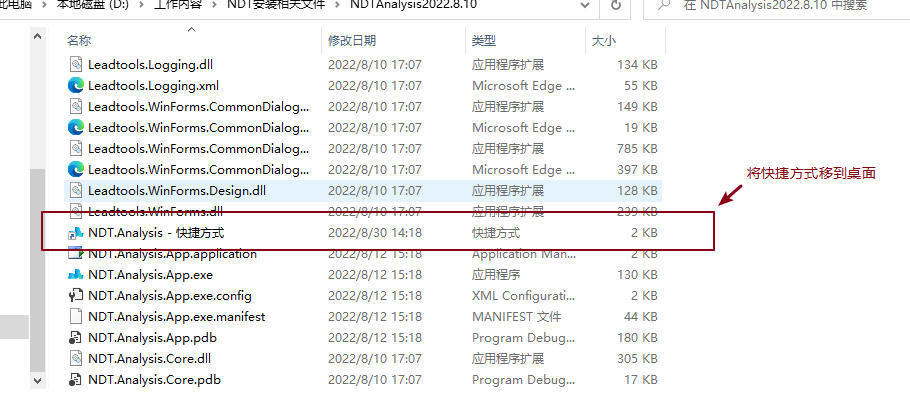 此电脑 > 本地磁盘 (D:) > 工作内容 > NDT安装相关文件 > NDTAnalysis2022.8.10
在 NDTAnalysis2022.8.10 中搜索
名称 修改日期 类型 大小
Leadtools.Logging.dll 2022/8/10 17:07 应用程序扩展 134 KB
Leadtools.Logging.xml 2022/8/10 17:07 Microsoft Edge ... 55 KB
Leadtools.WinForms.CommonDialog... 2022/8/10 17:07 应用程序扩展 149 KB
Leadtools.WinForms.CommonDialog... 2022/8/10 17:07 Microsoft Edge ... 19 KB
Leadtools.WinForms.CommonDialog... 2022/8/10 17:07 应用程序扩展 785 KB
Leadtools.WinForms.CommonDialog... 2022/8/10 17:07 Microsoft Edge ... 397 KB
将快捷方式移到桌面
Leadtools.WinForms.Design.dll 2022/8/10 17:07 应用程序扩展 128 KB
Leadtools.WinForms.dll 2022/8/10 17:07 应用程序扩展 239 KB
NDT.Analysis - 快捷方式 2022/8/30 14:18 快捷方式 2 KB
NDT.Analysis.App.application 2022/8/12 15:18 Application Man... 2 KB
NDT.Analysis.App.exe 2022/8/12 15:18 应用程序 130 KB
NDT.Analysis.App.exe.config 2022/8/12 15:18 XML Configurati... 2 KB
NDT.Analysis.App.exe.manifest 2022/8/12 15:18 MANIFEST 文件 44 KB
NDT.Analysis.App.pdb 2022/8/12 15:18 Program Debug... 180 KB
NDT.Analysis.Core.dll 2022/8/10 17:07 应用程序扩展 305 KB
NDT.Analysis.Core.pdb 2022/8/10 17:07 Program Debug... 17 KB